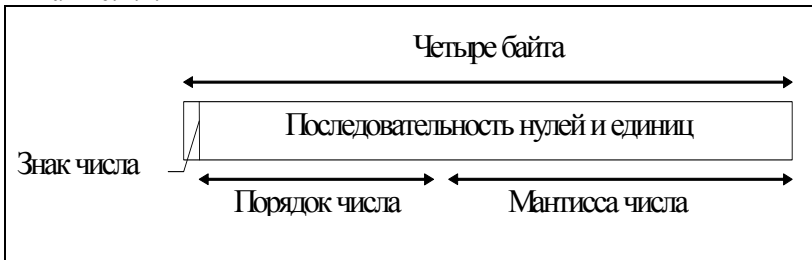 Четыре байта
Последовательность нулей и единиц
Знак числа
Порядок числа
Мантисса числа